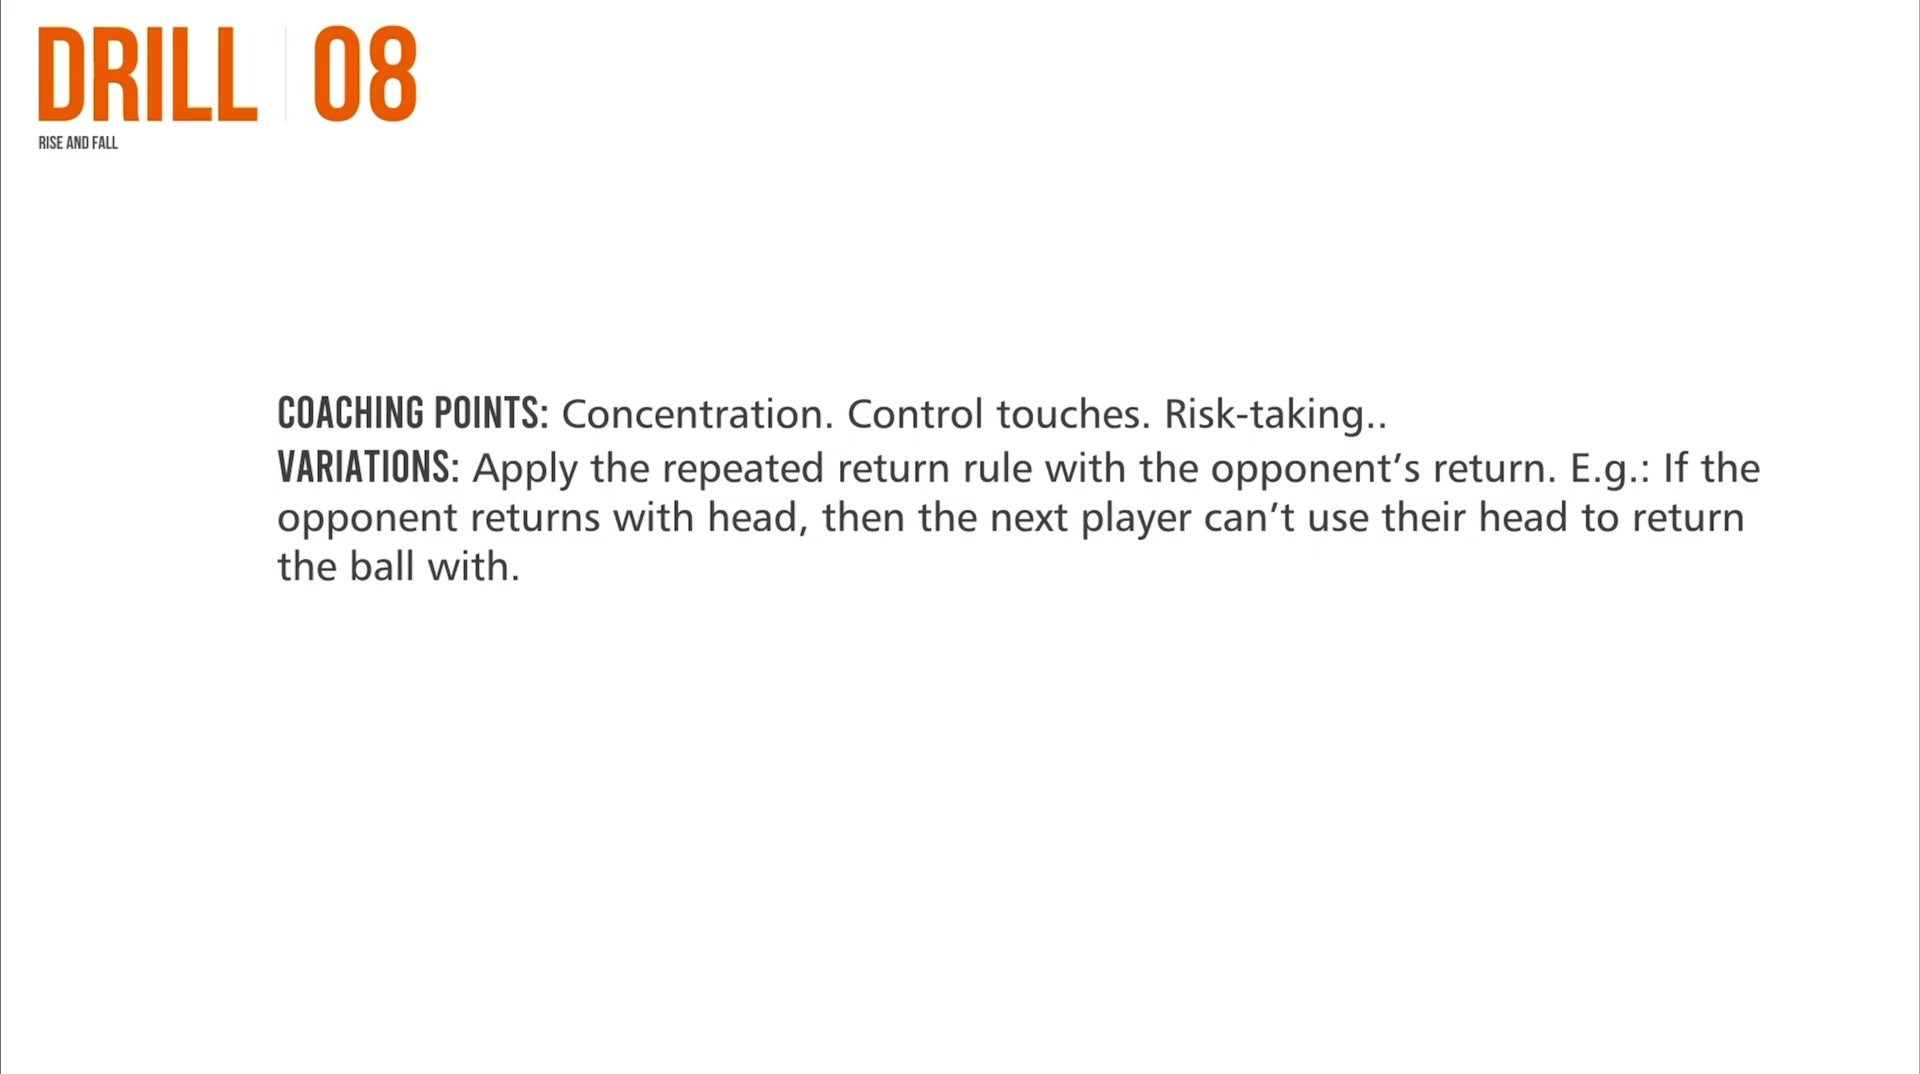 DRILL 08
RISE AND FALL
COACHING POINTS: Concentration. Control touches. Risk-taking..
VARIATIONS: Apply the repeated return rule with the opponent’s return. E.g.: If the
opponent returns with head, then the next player can’t use their head to return
the ball with.